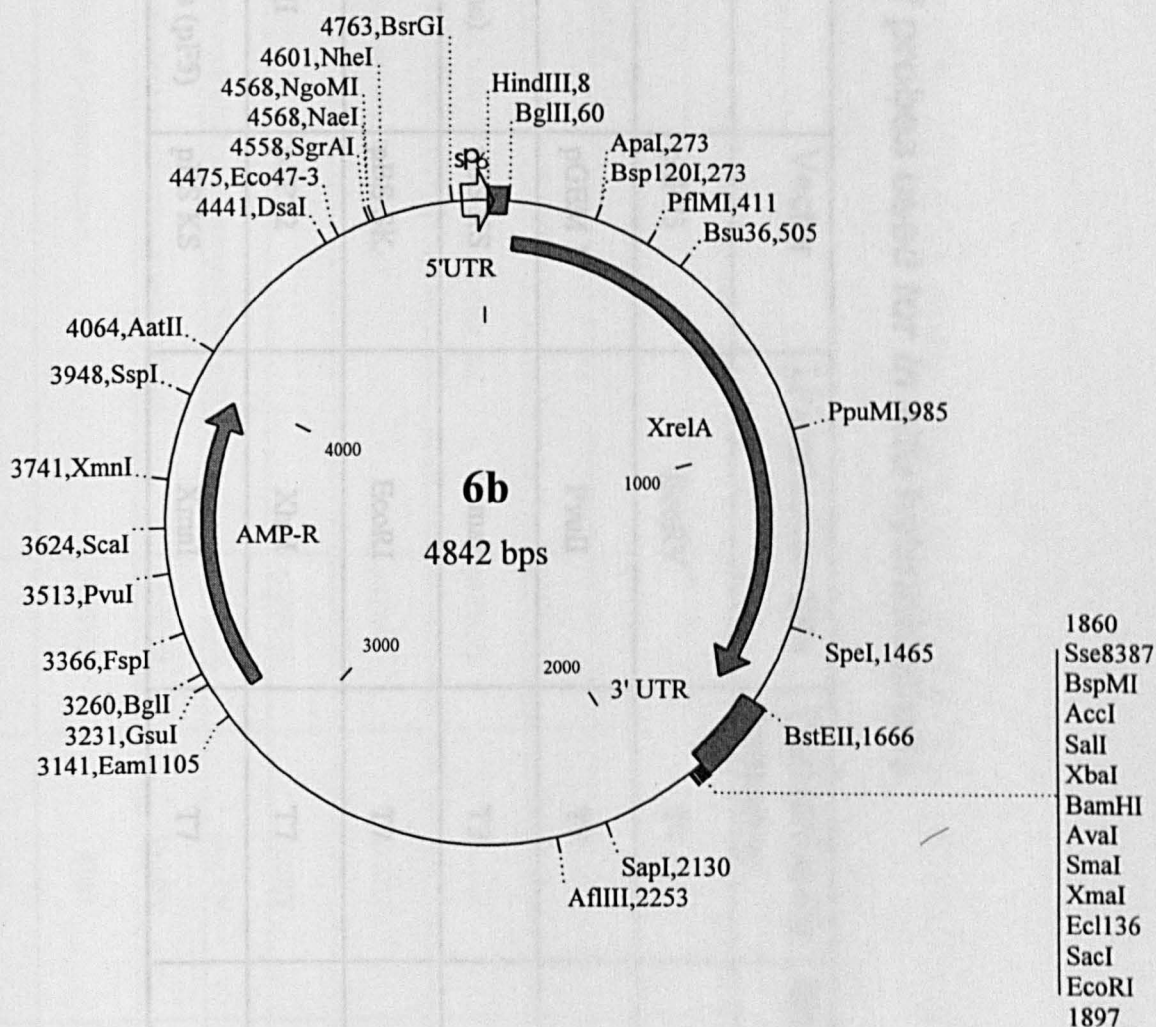 4763,BsrGI
4601,NheI
4568,NgoMI
4568,NaeI
4558,SgrAI
4475,Eco47-3
4441,DsaI
HindIII,8
BglII,60
ApaI,273
Bsp120I,273
PflMI,411
Bsu36,505
sp6
5'UTR
4064,AatII
3948,SspI
3741,XmnI
3624,ScaI
3513,PvuI
3366,FspI
3260,BglI
3231,GsuI
3141,Eam1105
AMP-R
4000
3000
2000
1000
6b
4842 bps
XrelA
PpuMI,985
SpeI,1465
3' UTR
BstEII,1666
SapI,2130
AflIII,2253
1860
Sse8387
BspMI
AccI
SalI
XbaI
BamHI
AvaI
SmaI
XmaI
Ecl136
SacI
EcoRI
1897